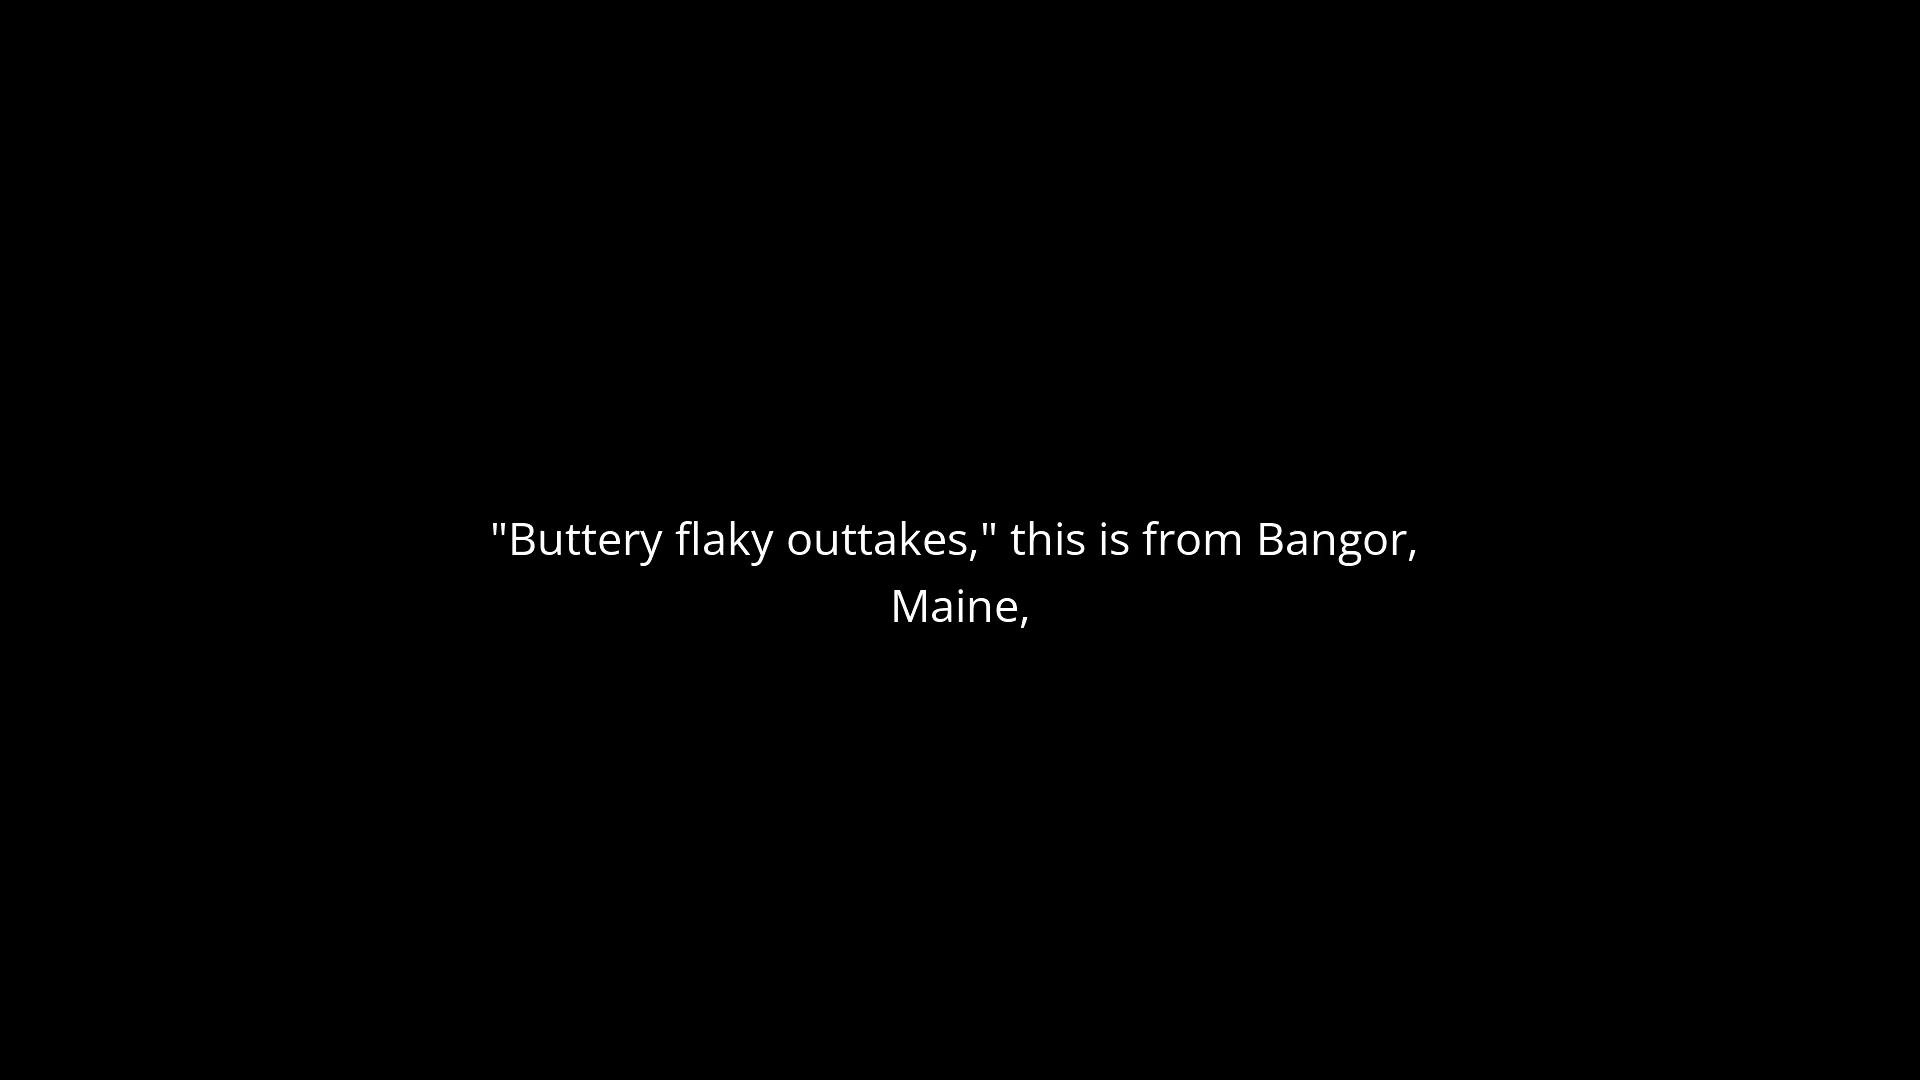 "Buttery flaky outtakes," this is from Bangor,
Maine,